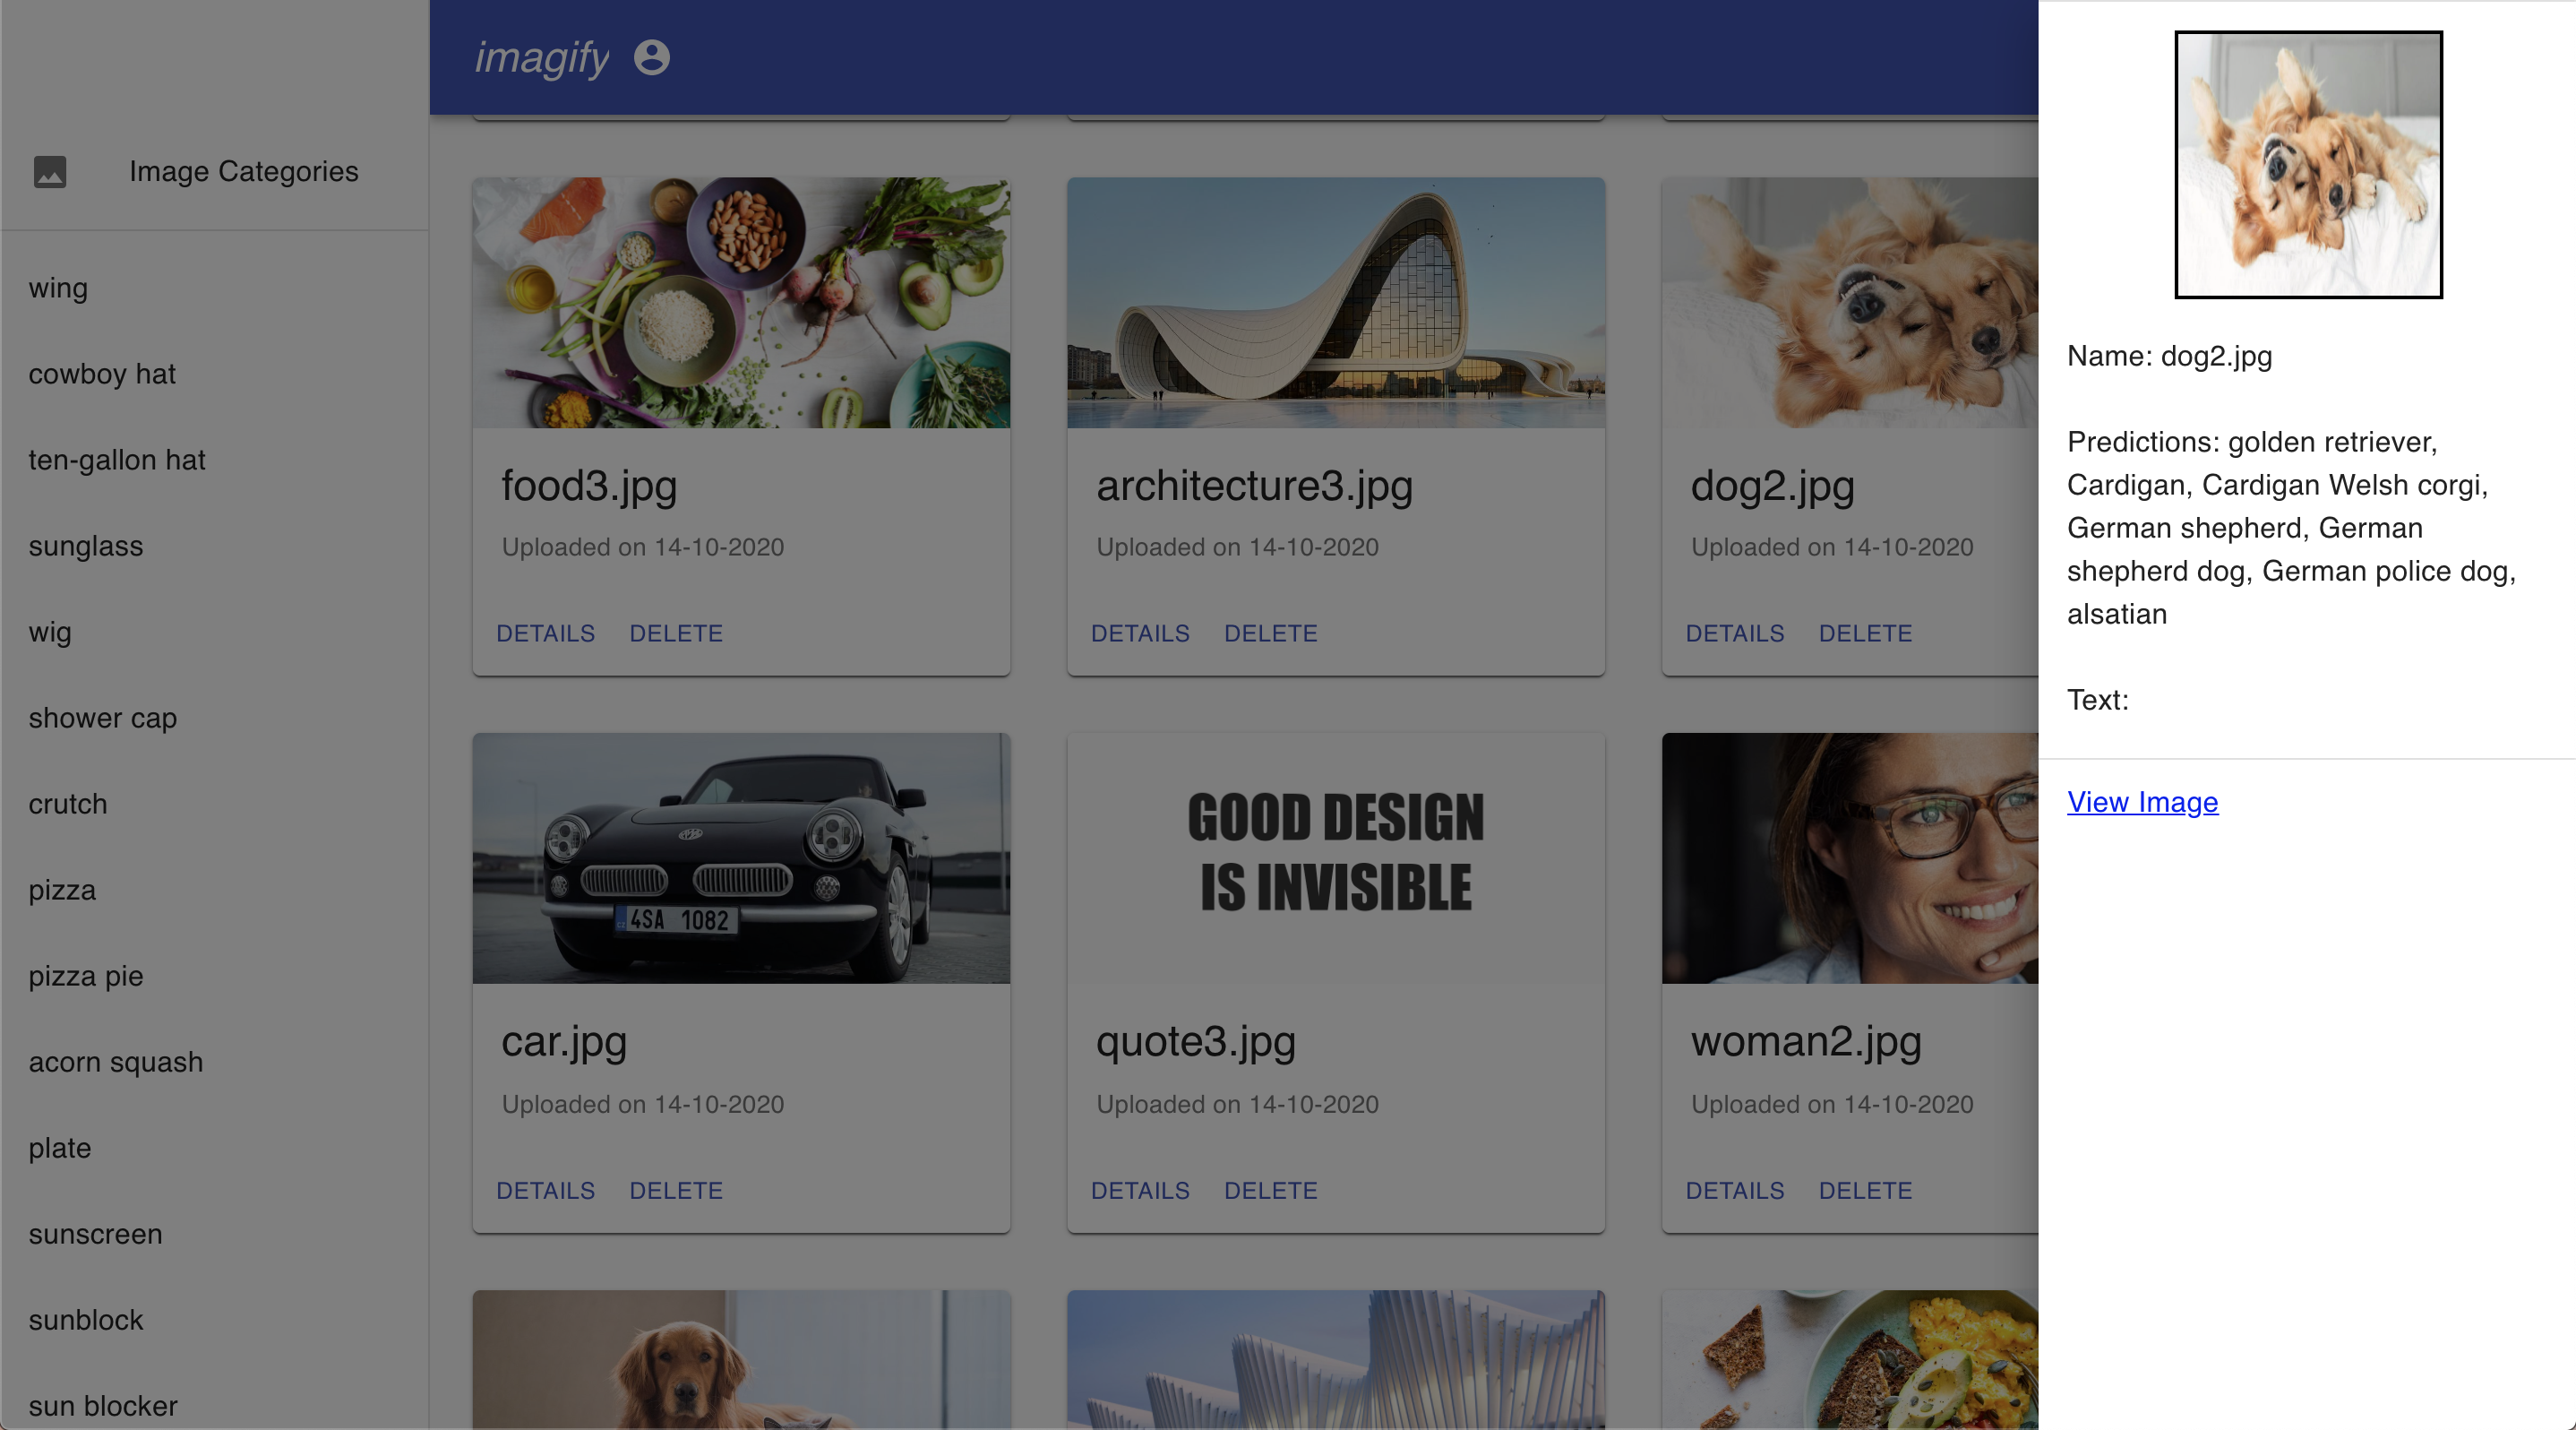 imagify
Image Categories
wing
cowboy hat
ten-gallon hat
sunglass
wig
shower cap
crutch
pizza
pizza pie
acorn squash
plate
sunscreen
sunblock
sun blocker
food3.jpg
Uploaded on 14-10-2020
DETAILS DELETE
architecture3.jpg
Uploaded on 14-10-2020
DETAILS DELETE
dog2.jpg
Uploaded on 14-10-2020
DETAILS DELETE
4SA 1082
car.jpg
Uploaded on 14-10-2020
DETAILS DELETE
GOOD DESIGN
IS INVISIBLE
quote3.jpg
Uploaded on 14-10-2020
DETAILS DELETE
woman2.jpg
Uploaded on 14-10-2020
DETAILS DELETE
Name: dog2.jpg
Predictions: golden retriever,
Cardigan, Cardigan Welsh corgi,
German shepherd, German
shepherd dog, German police dog,
alsatian
Text:
View Image